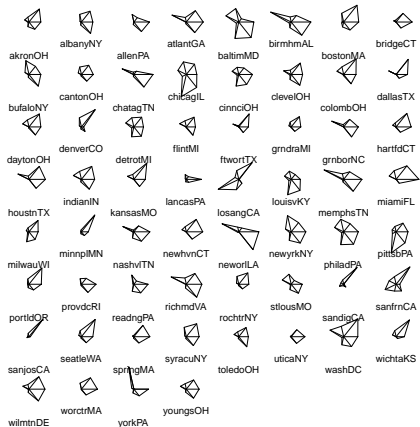 akronOH albanyNY allenPA atlantGA baltimMD birmhmAL bostonMA bridgeCT
bufaloNY cantonOH chatagTN chicagIL cinnciOH clevelOH colombOH dallasTX
daytonOH denverCO detrotMI flintMI ftwortTX grndraMI grnborNC hartfdCT
houstnTX indianIN kansasMO lancasPA losangCA louisvKY memphsTN miamiFL
milwauWI minnplMN nashvlTN newhvnCT neworlLA newyrkNY philadPA pittsbPA
portldOR provdcRI readngPA richmdVA rochtrNY stlousMO sandigCA sanfrnCA
sanjosCA seatleWA springMA syracuNY toledoOH uticaNY washDC wichtaKS
wilmtnDE worctrMA yorkPA youngsOH